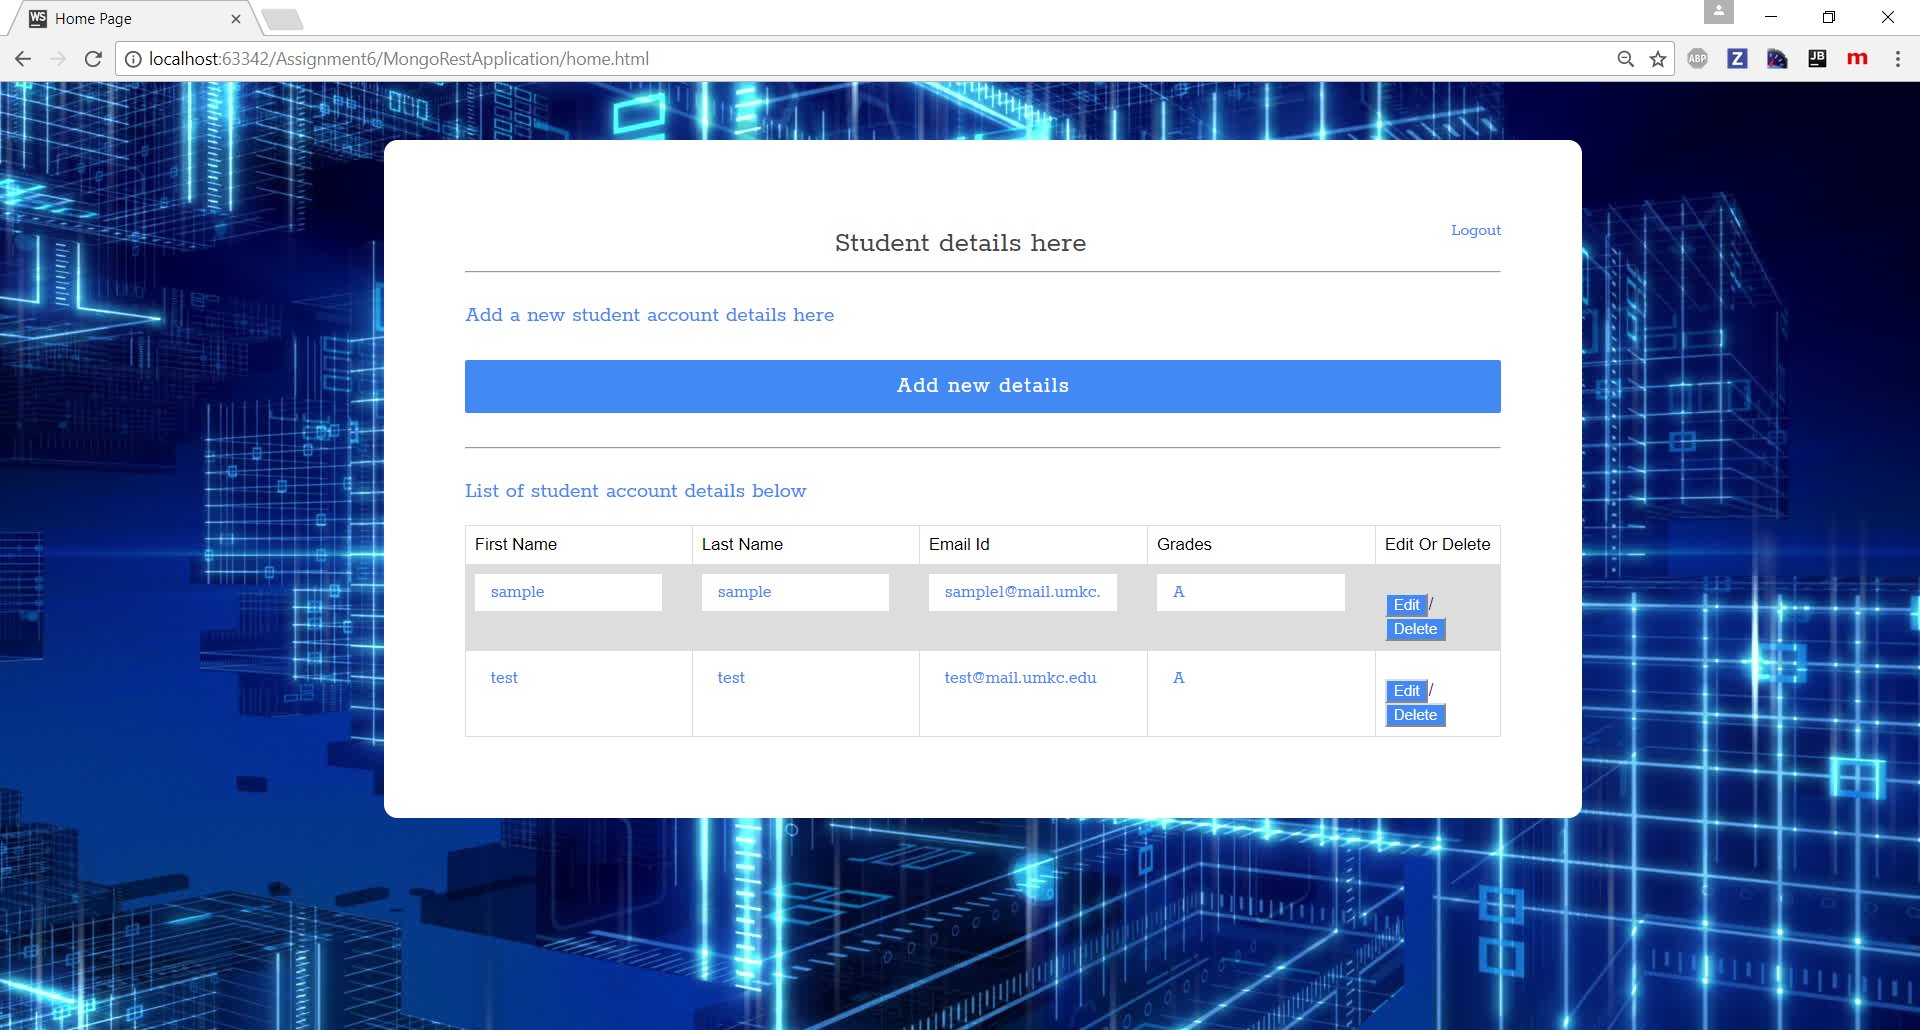 WS Home Page
localhost:63342/Assignment6/MongoRestApplication/home.html
ABP Z JB m
Student details here
Logout
Add a new student account details here
Add new details
List of student account details below
First Name Last Name Email Id Grades Edit Or Delete
sample sample sample1@mail.umkc. A Edit /
Delete
test test test@mail.umkc.edu A Edit /
Delete